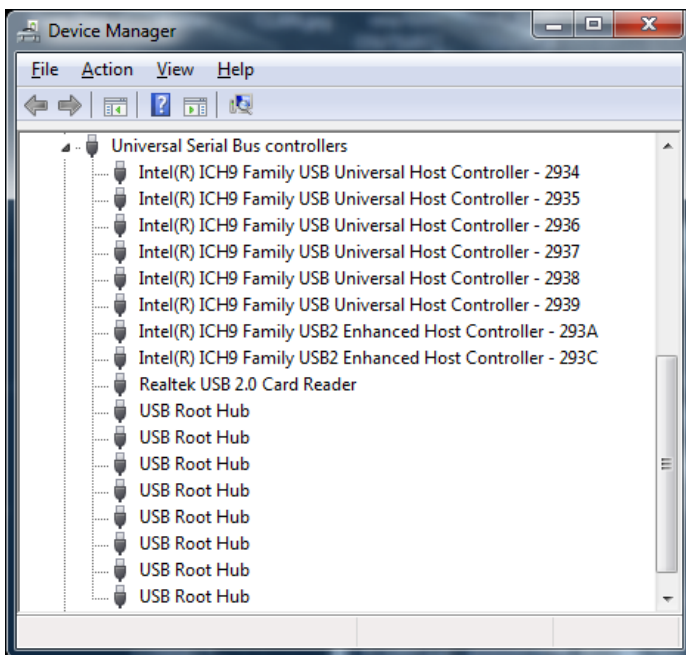 Device Manager
File Action View Help
Universal Serial Bus controllers
Intel(R) ICH9 Family USB Universal Host Controller - 2934
Intel(R) ICH9 Family USB Universal Host Controller - 2935
Intel(R) ICH9 Family USB Universal Host Controller - 2936
Intel(R) ICH9 Family USB Universal Host Controller - 2937
Intel(R) ICH9 Family USB Universal Host Controller - 2938
Intel(R) ICH9 Family USB Universal Host Controller - 2939
Intel(R) ICH9 Family USB2 Enhanced Host Controller - 293A
Intel(R) ICH9 Family USB2 Enhanced Host Controller - 293C
Realtek USB 2.0 Card Reader
USB Root Hub
USB Root Hub
USB Root Hub
USB Root Hub
USB Root Hub
USB Root Hub
USB Root Hub
USB Root Hub